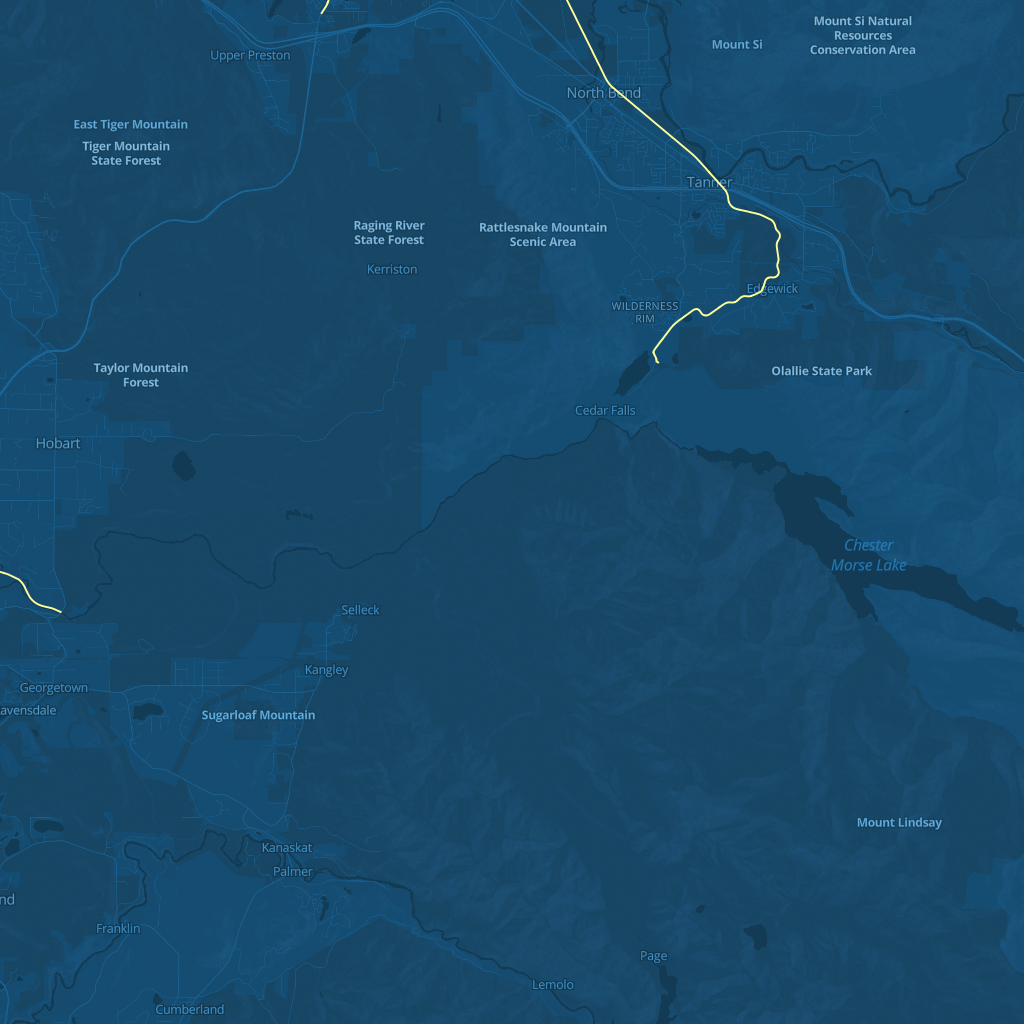 Mount Si Natural
Resources
Conservation Area
Mount Si
Upper Preston
North Bend
East Tiger Mountain
Tiger Mountain
State Forest
Tanner
Raging River
State Forest
Rattlesnake Mountain
Scenic Area
Kerriston
Edgewick
WILDERNESS
RIM
Taylor Mountain
Forest
Olallie State Park
Cedar Falls
Hobart
Chester
Morse Lake
Selleck
Kangley
Georgetown
avensdale
Sugarloaf Mountain
Mount Lindsay
Kanaskat
Palmer
nd
Franklin
Page
Lemolo
Cumberland